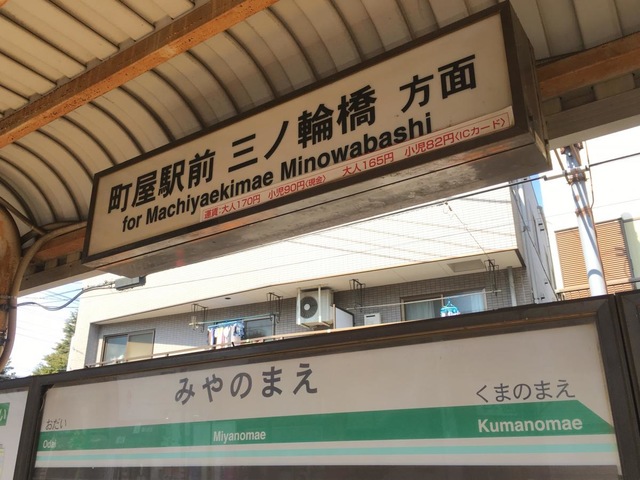 町屋駅前 三ノ輪橋 方面
for Machiyaekimae Minowabashi
運賃:大人170円 小児90円〈現金〉 大人165円 小児82円〈ICカード〉
みやのまえ
おだい
くまのまえ
Odai
Miyanomae
Kumanomae
い